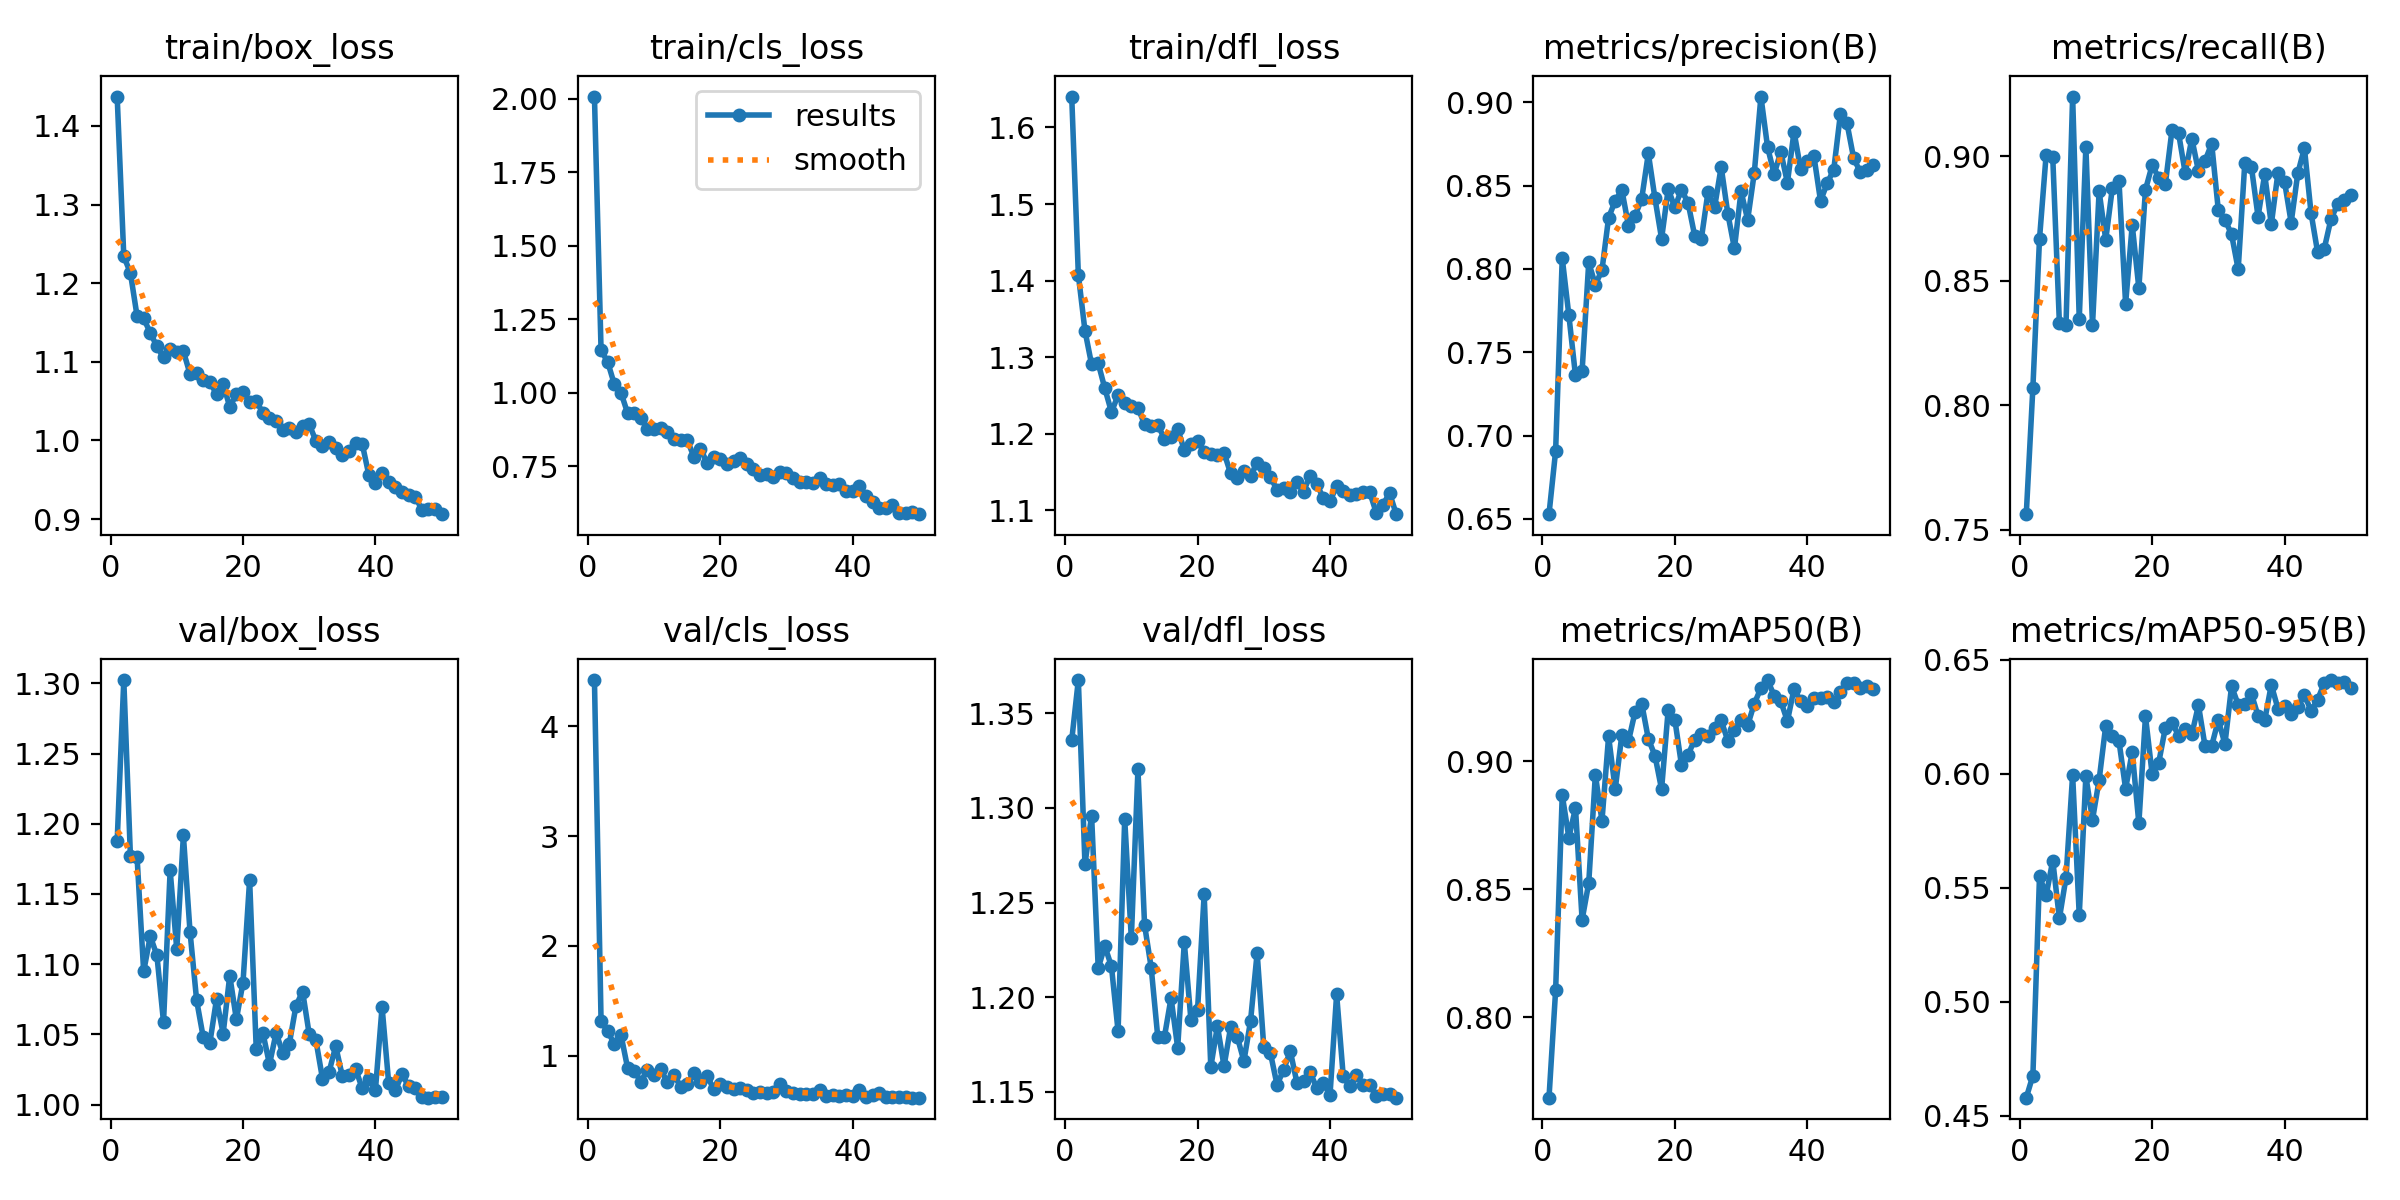 train/box_loss
1.4
1.3
1.2
1.1
1.0
0.9
0 20 40
train/cls_loss
2.00
1.75
1.50
1.25
1.00
0.75
results
smooth
0 20 40
train/dfl_loss
1.6
1.5
1.4
1.3
1.2
1.1
0 20 40
metrics/precision(B)
0.90
0.85
0.80
0.75
0.70
0.65
0 20 40
metrics/recall(B)
0.90
0.85
0.80
0.75
0 20 40
val/box_loss
1.30
1.25
1.20
1.15
1.10
1.05
1.00
0 20 40
val/cls_loss
4
3
2
1
0 20 40
val/dfl_loss
1.35
1.30
1.25
1.20
1.15
0 20 40
metrics/mAP50(B)
0.90
0.85
0.80
0 20 40
metrics/mAP50-95(B)
0.65
0.60
0.55
0.50
0.45
0 20 40